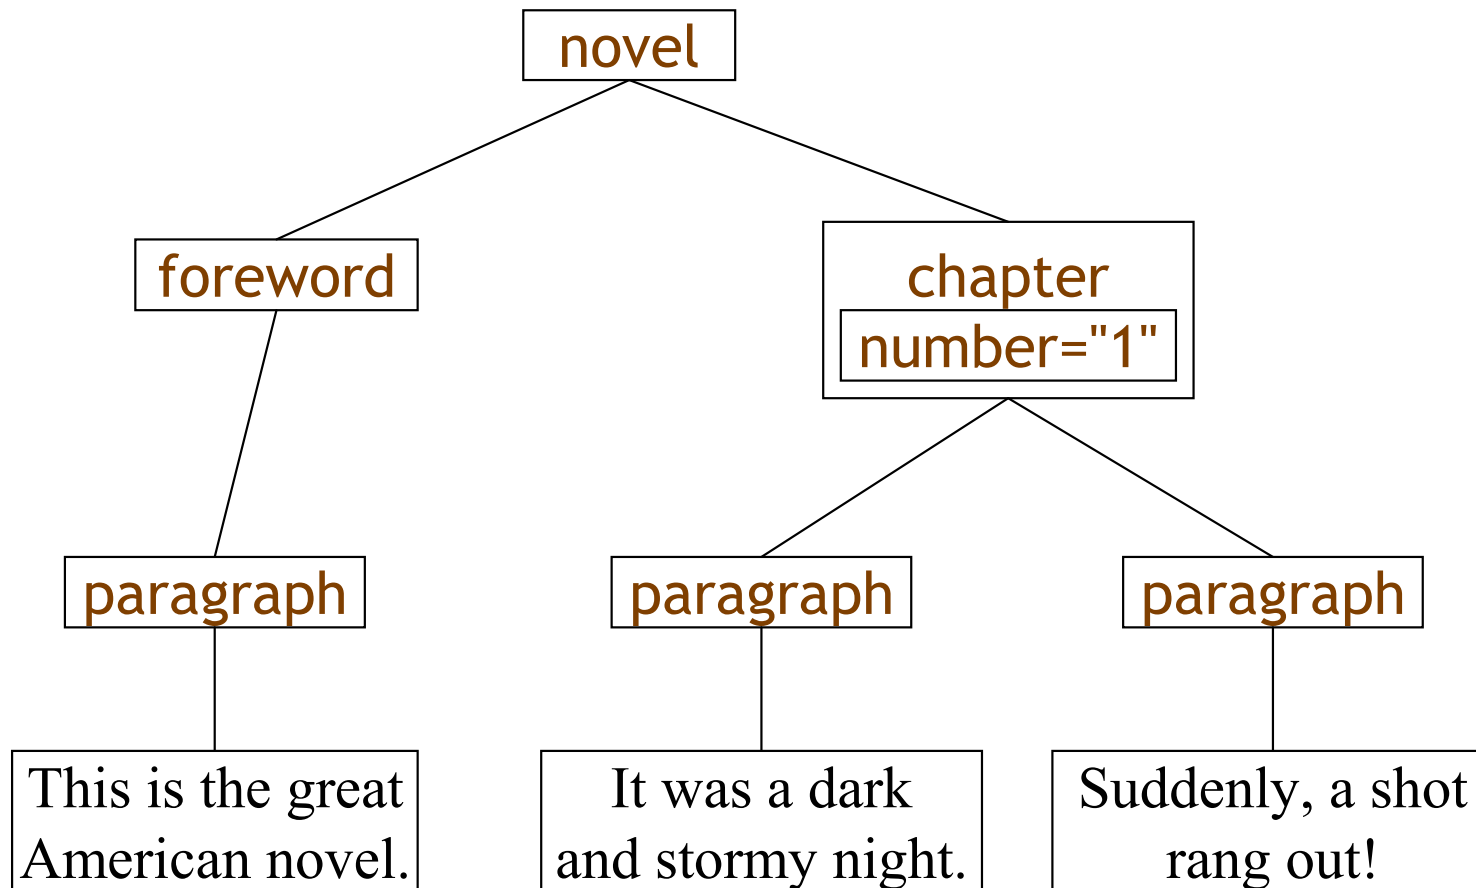 novel
foreword
chapter
number="1"
paragraph
paragraph
paragraph
This is the great
American novel.
It was a dark
and stormy night.
Suddenly, a shot
rang out!